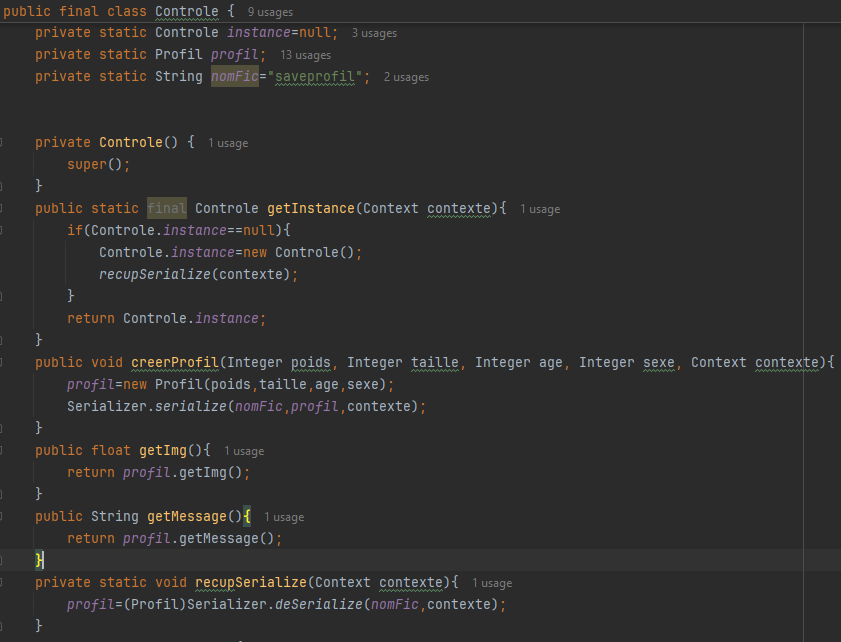 public final class Controle { 9 usages
private static Controle instance=null; 3 usages
private static Profil profil; 13 usages
private static String nomFic="saveprofil"; 2 usages
private Controle() { 1 usage
super();
}
public static final Controle getInstance(Context contexte){ 1 usage
if(Controle.instance==null){
Controle.instance=new Controle();
recupSerialize(contexte);
}
return Controle.instance;
}
public void creerProfil(Integer poids, Integer taille, Integer age, Integer sexe, Context contexte){
profil=new Profil(poids,taille,age,sexe);
Serializer.serialize(nomFic,profil,contexte);
}
public float getImg(){ 1 usage
return profil.getImg();
}
public String getMessage(){ 1 usage
return profil.getMessage();
}
private static void recupSerialize(Context contexte){ 1 usage
profil=(Profil)Serializer.deSerialize(nomFic,contexte);
}